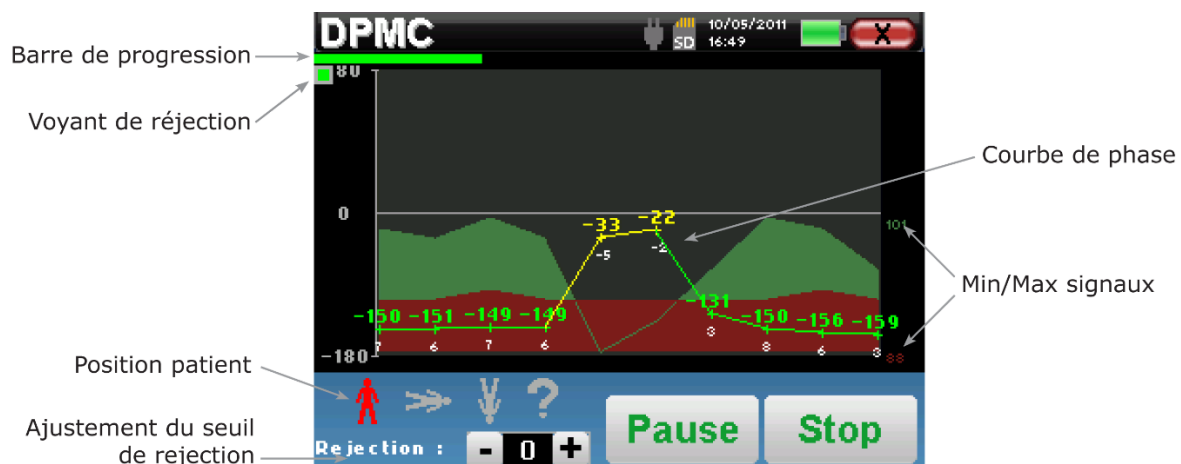 DPMC
SD
10/05/2011
16:49
X
Barre de progression
80
Voyant de réjection
Courbe de phase
0
-33
-22
101
-5
-2
Min/Max signaux
-131
-150 -151 -149 -149
-150 -156 -159
7 6 7 6
8 8 6 8
-180
88
Position patient
?
Ajustement du seuil
de rejection
Rejection :
- 0 +
Pause
Stop